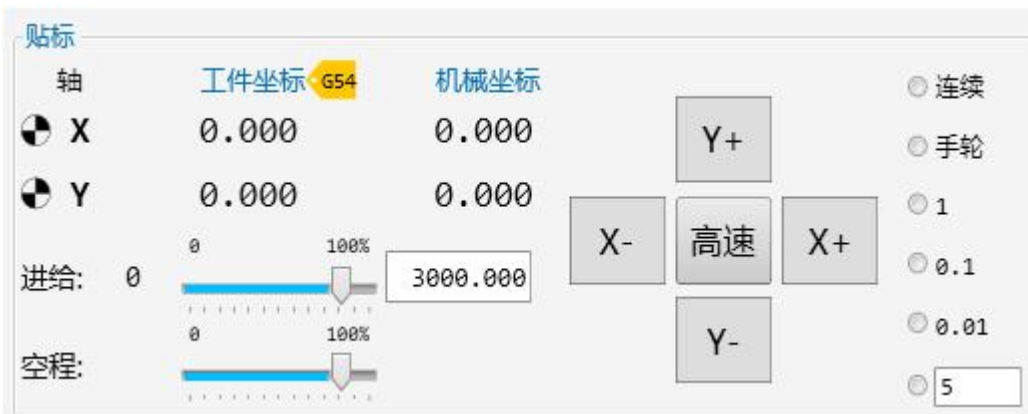 贴标
轴 工件坐标 G54 机械坐标
X 0.000 0.000
Y 0.000 0.000
进给: 0 0 100% 3000.000
空程: 0 100%
Y+
X- 高速 X+
Y-
连续
手轮
1
0.1
0.01
5